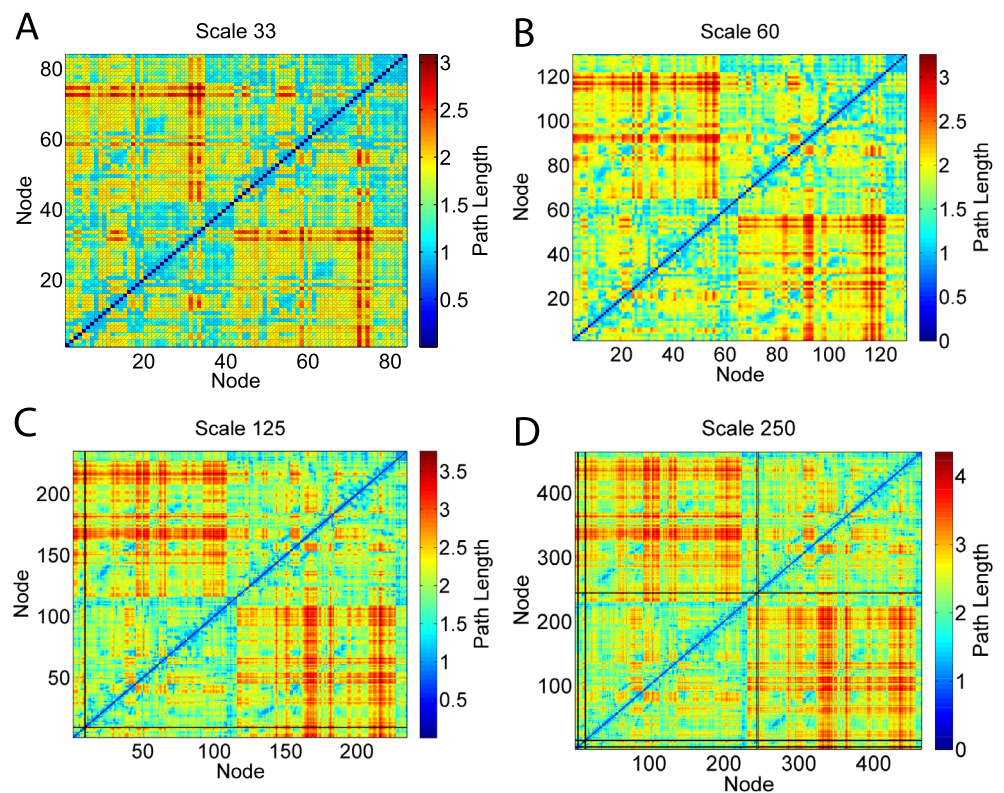 A
Scale 33
80
60
40
20
Node
20 40 60 80
Node
3
2.5
2
1.5
1
0.5
Path Length
B
Scale 60
120
100
80
60
40
20
Node
20 40 60 80 100 120
Node
3
2.5
2
1.5
1
0.5
0
Path Length
C
Scale 125
200
150
100
50
Node
50 100 150 200
Node
3.5
3
2.5
2
1.5
1
0.5
Path Length
D
Scale 250
400
300
200
100
Node
100 200 300 400
Node
4
3
2
1
0
Path Length